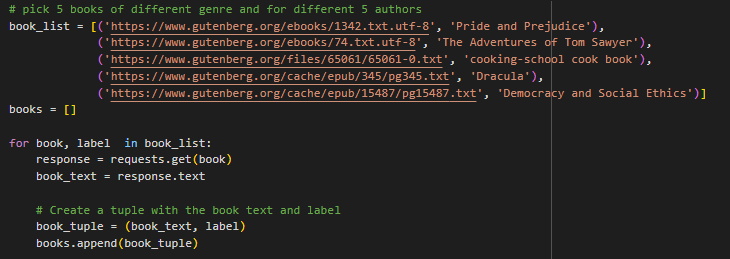 # pick 5 books of different genre and for different 5 authors
book_list = [('https://www.gutenberg.org/ebooks/1342.txt.utf-8', 'Pride and Prejudice'),
             ('https://www.gutenberg.org/ebooks/74.txt.utf-8', 'The Adventures of Tom Sawyer'),
             ('https://www.gutenberg.org/files/65061/65061-0.txt', 'cooking-school cook book'),
             ('https://www.gutenberg.org/cache/epub/345/pg345.txt', 'Dracula'),
             ('https://www.gutenberg.org/cache/epub/15487/pg15487.txt', 'Democracy and Social Ethics')]
books = []

for book, label  in book_list:
    response = requests.get(book)
    book_text = response.text

    # Create a tuple with the book text and label
    book_tuple = (book_text, label)
    books.append(book_tuple)